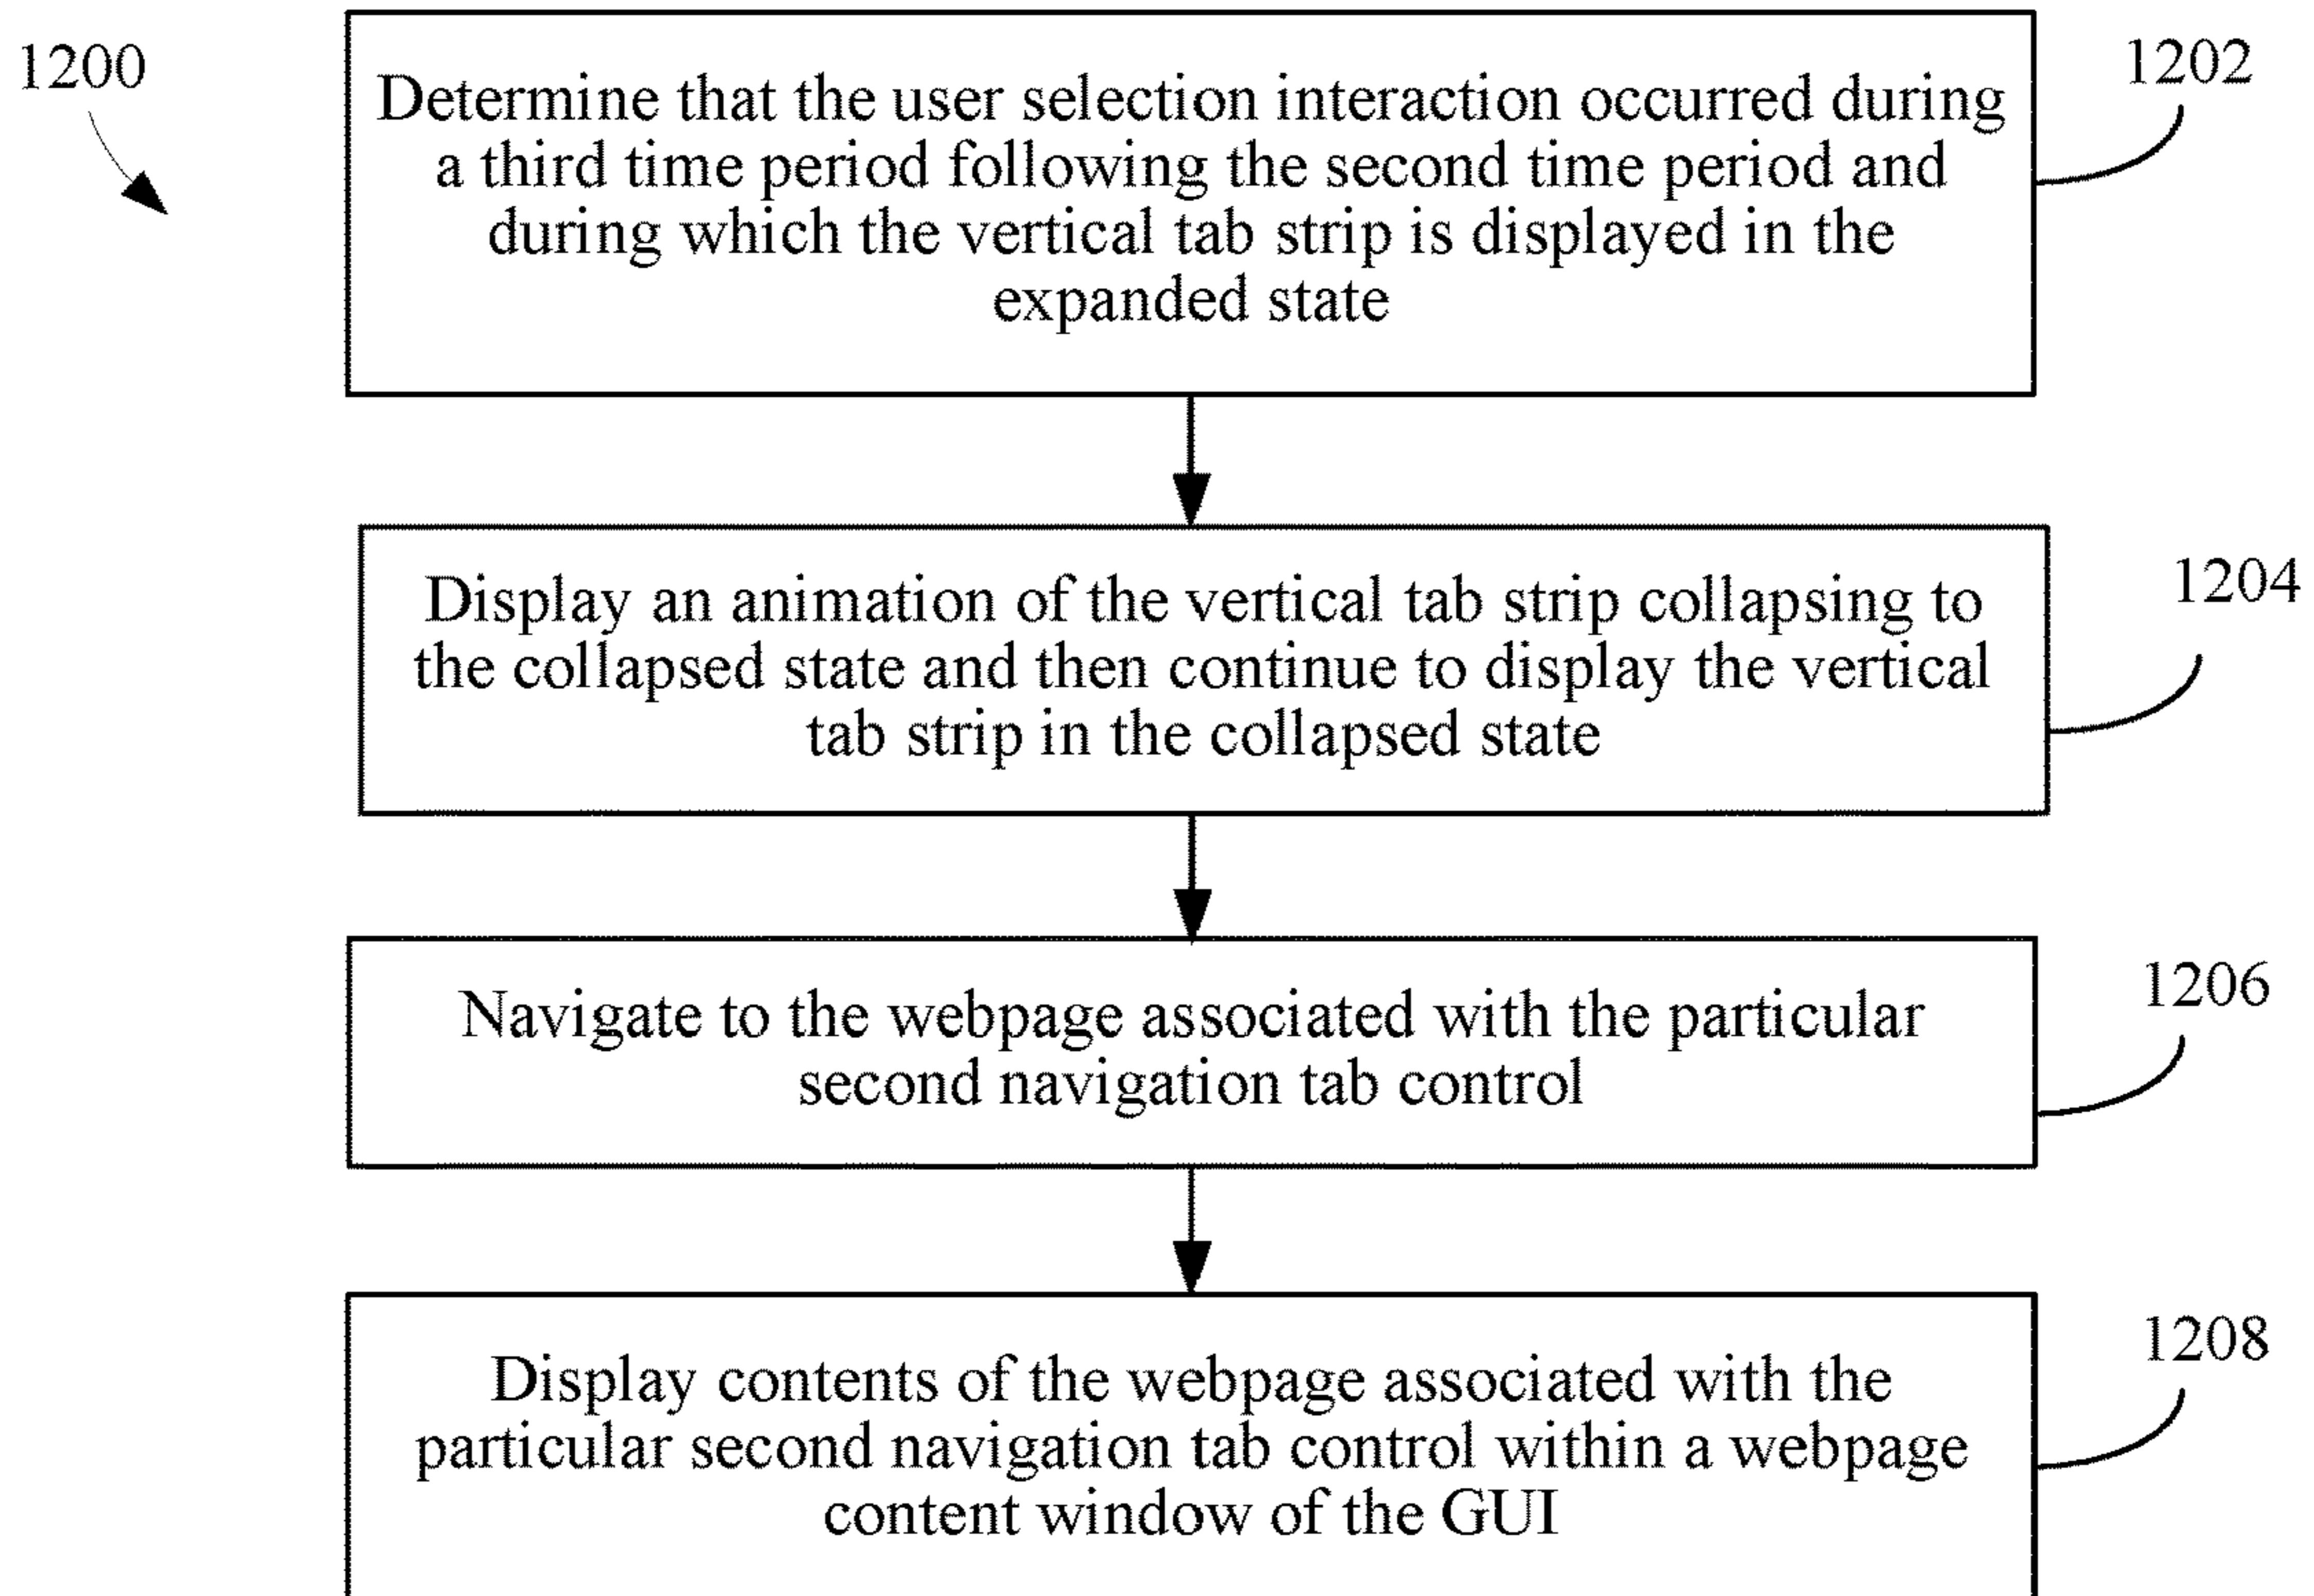 1200
1202
Determine that the user selection interaction occurred during
a third time period following the second time period and
during which the vertical tab strip is displayed in the
expanded state
1204
Display an animation of the vertical tab strip collapsing to
the collapsed state and then continue to display the vertical
tab strip in the collapsed state
1206
Navigate to the webpage associated with the particular
second navigation tab control
1208
Display contents of the webpage associated with the
particular second navigation tab control within a webpage
content window of the GUI